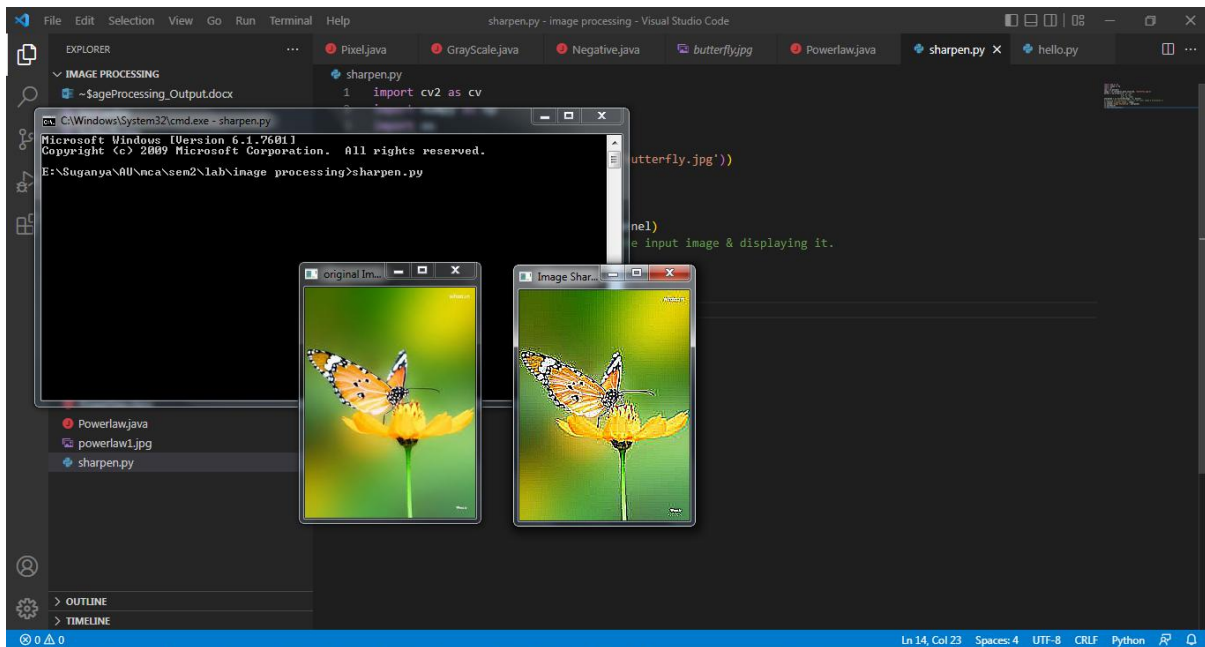 File Edit Selection View Go Run Terminal Help
sharpen.py - image processing - Visual Studio Code
EXPLORER
Pixel.java
GrayScale.java
Negative.java
butterfly.jpg
Powerlaw.java
sharpen.py
hello.py
IMAGE PROCESSING
~$ageProcessing_Output.docx
sharpen.py
1 import cv2 as cv
C:\Windows\System32\cmd.exe - sharpen.py
Microsoft Windows [Version 6.1.7601]
Copyright (c) 2009 Microsoft Corporation. All rights reserved.
E:\Suganya\AU\mca\sem2\lab\image processing>sharpen.py
utterfly.jpg'))
nel)
e input image & displaying it.
original Im...
Image Shar...
Powerlaw.java
powerlaw1.jpg
sharpen.py
OUTLINE
TIMELINE
0 0
Ln 14, Col 23 Spaces: 4 UTF-8 CRLF Python